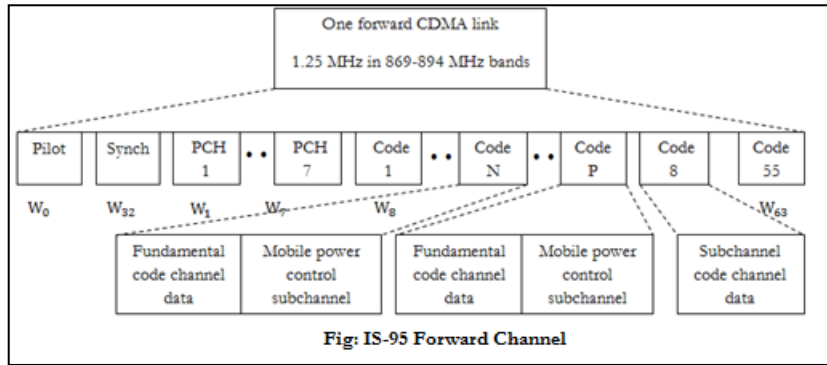 One forward CDMA link
1.25 MHz in 869-894 MHz bands
Pilot
Synch
PCH
1
• •
PCH
7
Code
1
• •
Code
N
• •
Code
P
Code
8
Code
55
W0
W32
W1
W7
W8
W63
Fundamental
code channel
data
Mobile power
control
subchannel
Fundamental
code channel
data
Mobile power
control
subchannel
Subchannel
code channel
data
Fig: IS-95 Forward Channel